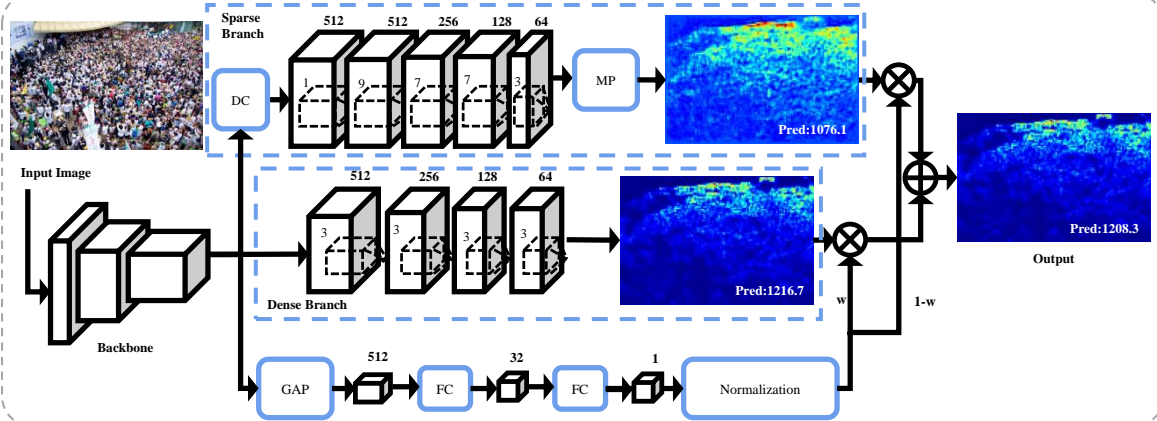 Sparse
Branch
512
512
256
128
64
DC
1
9
7
7
3
MP
Pred:1076.1
Input Image
512
256
128
64
3
3
3
3
Pred:1216.7
Dense Branch
Pred:1208.3
Output
w
1-w
Backbone
512
32
1
GAP
FC
FC
Normalization